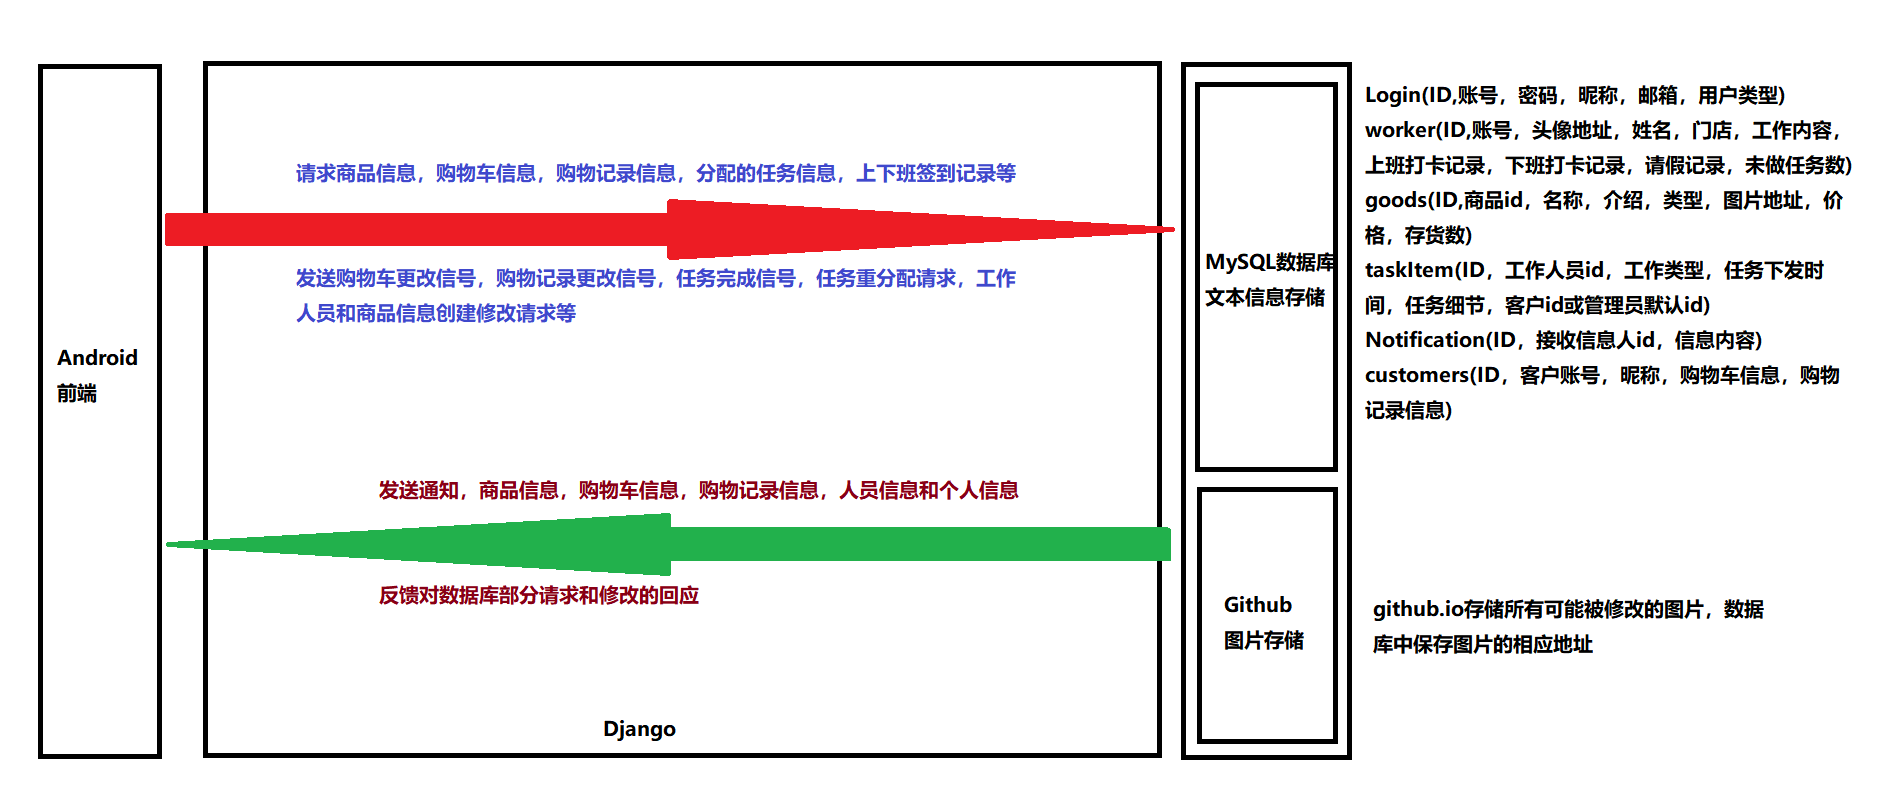 Android
前端
请求商品信息，购物车信息，购物记录信息，分配的任务信息，上下班签到记录等
发送购物车更改信号，购物记录更改信号，任务完成信号，任务重分配请求，工作
人员和商品信息创建修改请求等
发送通知，商品信息，购物车信息，购物记录信息，人员信息和个人信息
反馈对数据库部分请求和修改的回应
Django
MySQL数据库
文本信息存储
Github
图片存储
Login(ID,账号，密码，昵称，邮箱，用户类型)
worker(ID,账号，头像地址，姓名，门店，工作内容，
上班打卡记录，下班打卡记录，请假记录，未做任务数)
goods(ID,商品id，名称，介绍，类型，图片地址，价
格，存货数)
taskItem(ID，工作人员id，工作类型，任务下发时
间，任务细节，客户id或管理员默认id)
Notification(ID，接收信息人id，信息内容)
customers(ID，客户账号，昵称，购物车信息，购物
记录信息)
github.io存储所有可能被修改的图片，数据
库中保存图片的相应地址